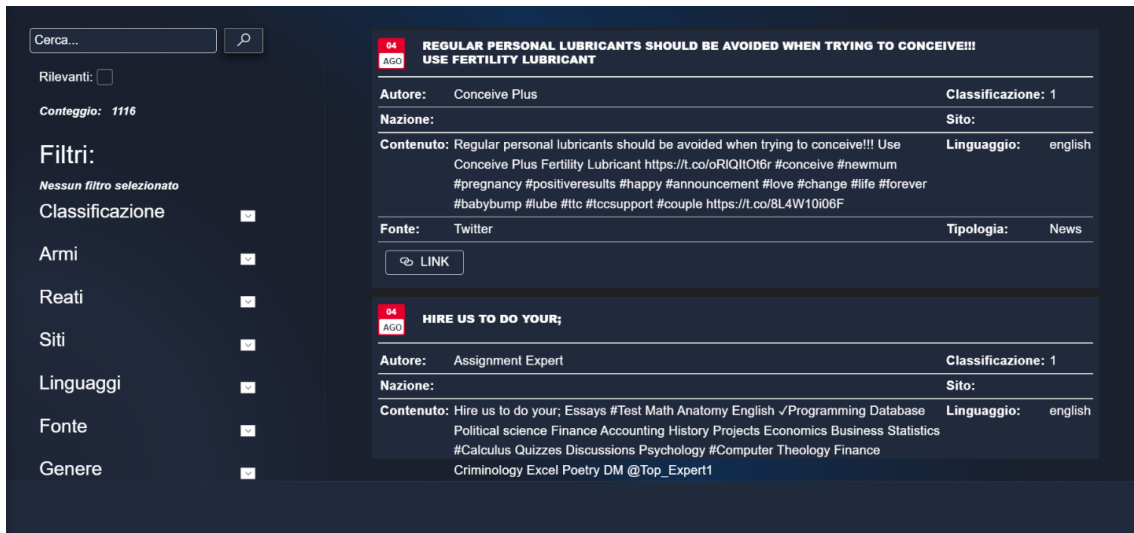 Cerca...
Rilevanti:
Conteggio: 1116
Filtri:
Nessun filtro selezionato
Classificazione
Armi
Reati
Siti
Linguaggi
Fonte
Genere
04
AGO
REGULAR PERSONAL LUBRICANTS SHOULD BE AVOIDED WHEN TRYING TO CONCEIVE!!!
USE FERTILITY LUBRICANT
Autore: Conceive Plus Classificazione: 1
Nazione: Sito:
Contenuto: Regular personal lubricants should be avoided when trying to conceive!!! Use Linguaggio: english
Conceive Plus Fertility Lubricant https://t.co/oRlQItOt6r #conceive #newmum
#pregnancy #positiveresults #happy #announcement #love #change #life #forever
#babybump #lube #ttc #tccsupport #couple https://t.co/8L4W10i06F
Fonte: Twitter Tipologia: News
LINK
04
AGO
HIRE US TO DO YOUR;
Autore: Assignment Expert Classificazione: 1
Nazione: Sito:
Contenuto: Hire us to do your; Essays #Test Math Anatomy English ✓Programming Database Linguaggio: english
Political science Finance Accounting History Projects Economics Business Statistics
#Calculus Quizzes Discussions Psychology #Computer Theology Finance
Criminology Excel Poetry DM @Top_Expert1